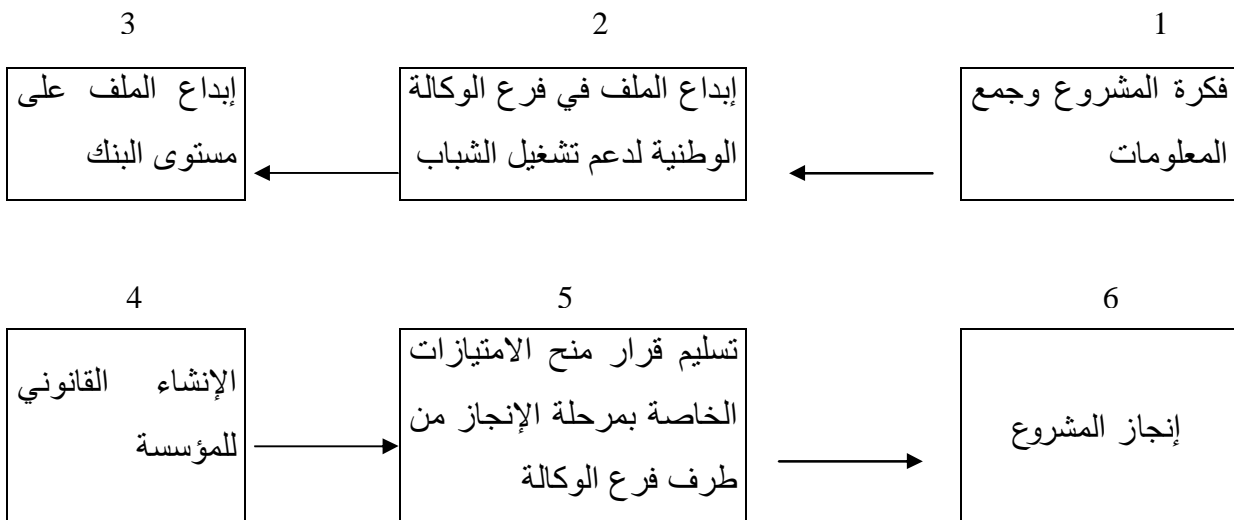 1
فكرة المشروع وجمع
المعلومات
2
إبداع الملف في فرع الوكالة
الوطنية لدعم تشغيل الشباب
3
إبداع الملف على
مستوى البنك
4
الإنشاء القانوني
للمؤسسة
5
تسليم قرار منح الامتيازات
الخاصة بمرحلة الإنجاز من
طرف فرع الوكالة
6
إنجاز المشروع